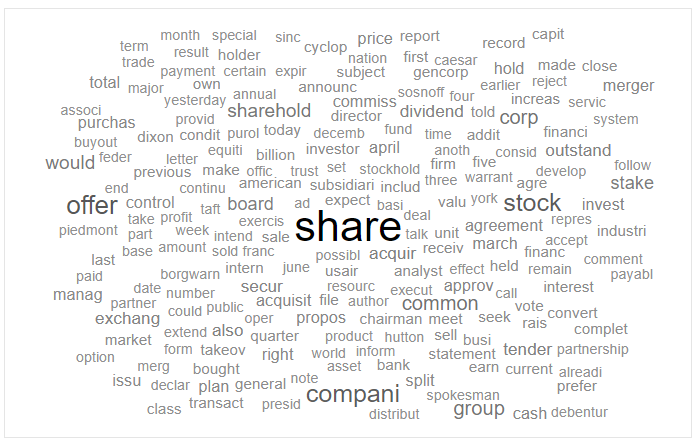 month special sinc price report record capit
term cyclop
trade result holder nation first caesar hold made close
payment certain expir subject gencorp
total major own announc sosnoff four earlier reject merger
yesterday annual commiss increas servic
associ provid sharehold director dividend told corp system
purchas
buyout dixon condit purol today decemb fund time addit financi
would feder letter equiti billion investor april anoth consid outstand
previous make offic trust set stockhold firm five develop follow
end continu american subsidiari includ three warrant agre stake
offer control taft board ad expect basi valu york stock invest
take profit exercis share deal repres
piedmont part week intend sale talk unit agreement industri
base amount sold franc possibl acquir receiv march accept
last financ comment
paid borgwarn intern june usair analyst effect held remain payabl
manag date number secur resourc execut approv call interest
partner could public acquisit file author common vote convert
exchang also oper propos chairman meet seek rais complet
market extend quarter product hutton sell busi
option form takeov right world inform statement tender partnership
merg bought asset bank earn current alreadi
issu declar plan general note split prefer
class transact presid compani spokesman
distribut group cash debentur